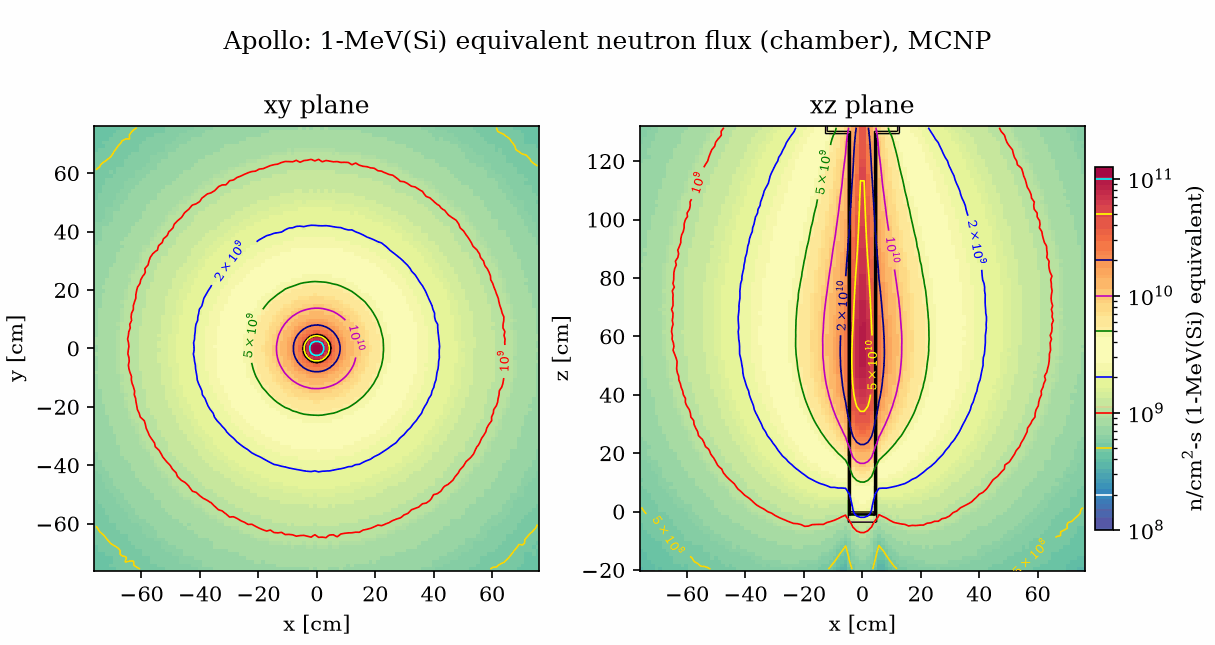 Apollo: 1-MeV(Si) equivalent neutron flux (chamber), MCNP
xy plane
y [cm]
60
40
20
0
−20
−40
−60
−60 −40 −20 0 20 40 60
x [cm]
2 × 10⁹
5 × 10⁹
10¹⁰
10⁹
xz plane
z [cm]
120
100
80
60
40
20
0
−20
−60 −40 −20 0 20 40 60
x [cm]
10⁹
5 × 10⁹
10¹⁰
2 × 10⁹
2 × 10¹⁰
5 × 10¹⁰
5 × 10⁸
5 × 10⁸
10¹¹
10¹⁰
10⁹
10⁸
n/cm²-s (1-MeV(Si) equivalent)